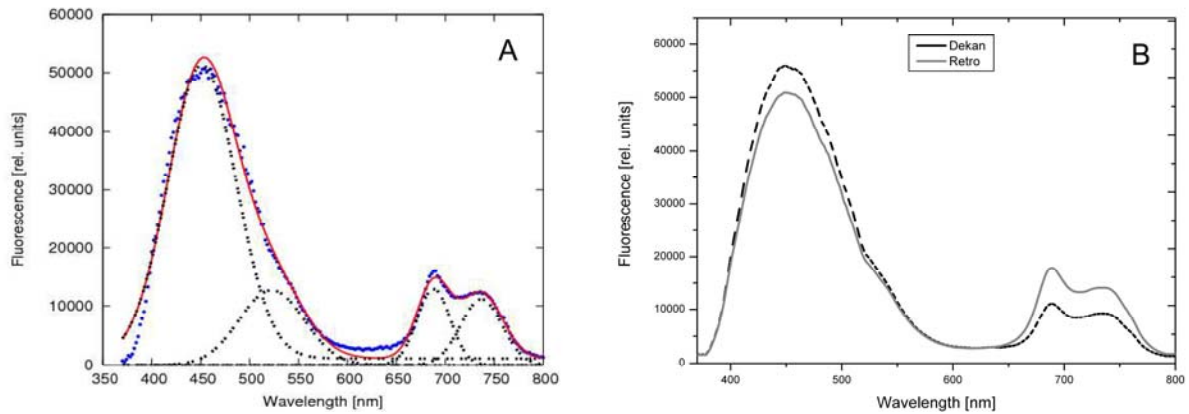 A
Fluorescence [rel. units]
60000
50000
40000
30000
20000
10000
0
350 400 450 500 550 600 650 700 750 800
Wavelength [nm]
B
Dekan
Retro
Fluorescence [rel. units]
60000
50000
40000
30000
20000
10000
0
400 500 600 700 800
Wavelength [nm]